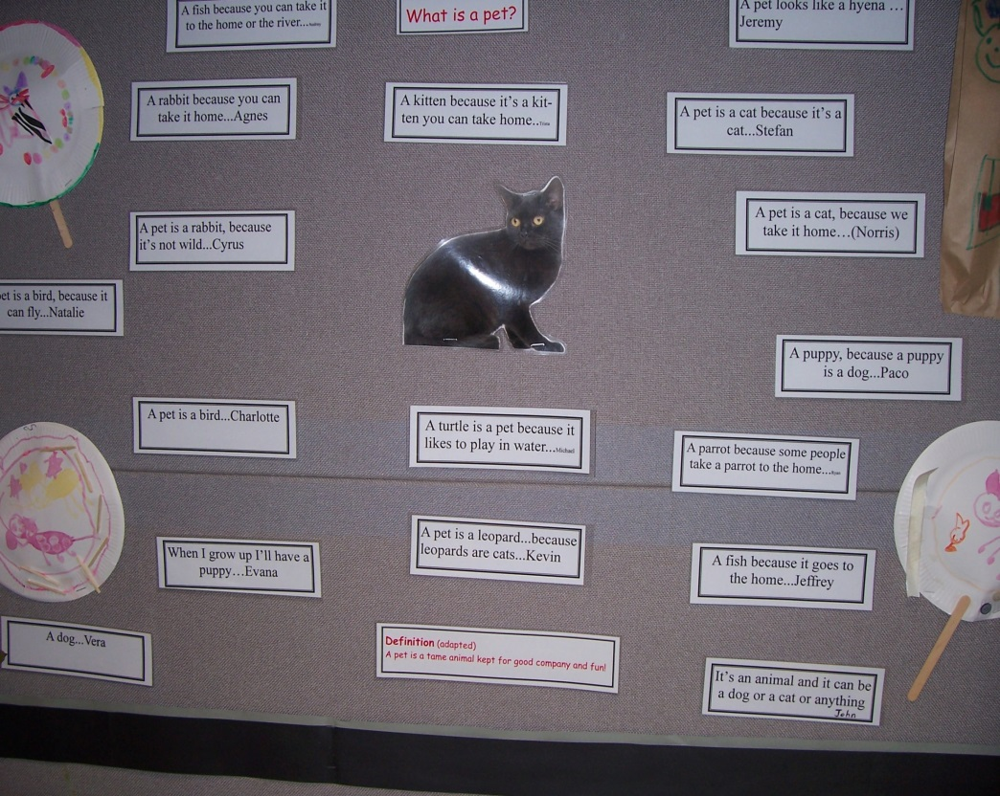 A fish because you can take it
to the home or the river...
What is a pet?
A pet looks like a hyena …
Jeremy
A rabbit because you can
take it home...Agnes
A kitten because it's a kit-
ten you can take home..
A pet is a cat because it's a
cat...Stefan
A pet is a rabbit, because
it's not wild...Cyrus
A pet is a cat, because we
take it home…(Norris)
et is a bird, because it
can fly...Natalie
A puppy, because a puppy
is a dog...Paco
A pet is a bird...Charlotte
A turtle is a pet because it
likes to play in water...Michael
A parrot because some people
take a parrot to the home...Ryan
When I grow up I'll have a
puppy…Evana
A pet is a leopard...because
leopards are cats...Kevin
A fish because it goes to
the home...Jeffrey
A dog...Vera
Definition (adapted)
A pet is a tame animal kept for good company and fun!
It's an animal and it can be
a dog or a cat or anything
John